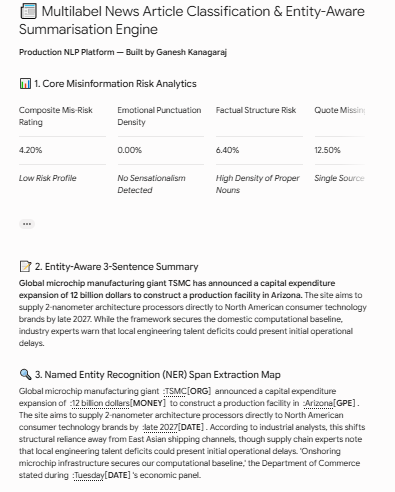 Multilabel News Article Classification & Entity-Aware
Summarisation Engine
Production NLP Platform — Built by Ganesh Kanagaraj
1. Core Misinformation Risk Analytics
Composite Mis-Risk Rating
Emotional Punctuation Density
Factual Structure Risk
Quote Missing
4.20%
0.00%
6.40%
12.50%
Low Risk Profile
No Sensationalism Detected
High Density of Proper Nouns
Single Source
2. Entity-Aware 3-Sentence Summary
Global microchip manufacturing giant TSMC has announced a capital expenditure
expansion of 12 billion dollars to construct a production facility in Arizona. The site aims to
supply 2-nanometer architecture processors directly to North American consumer technology
brands by late 2027. While the framework secures the domestic computational baseline,
industry experts warn that local engineering talent deficits could present initial operational
delays.
3. Named Entity Recognition (NER) Span Extraction Map
Global microchip manufacturing giant :TSMC[ORG] announced a capital expenditure
expansion of :12 billion dollars[MONEY] to construct a production facility in :Arizona[GPE] .
The site aims to supply 2-nanometer architecture processors directly to North American
consumer technology brands by :late 2027[DATE] . According to industrial analysts, this shifts
structural reliance away from East Asian shipping channels, though supply chain experts note
that local engineering talent deficits could present initial operational delays. 'Onshoring
microchip infrastructure secures our computational baseline,' the Department of Commerce
stated during :Tuesday[DATE] 's economic panel.